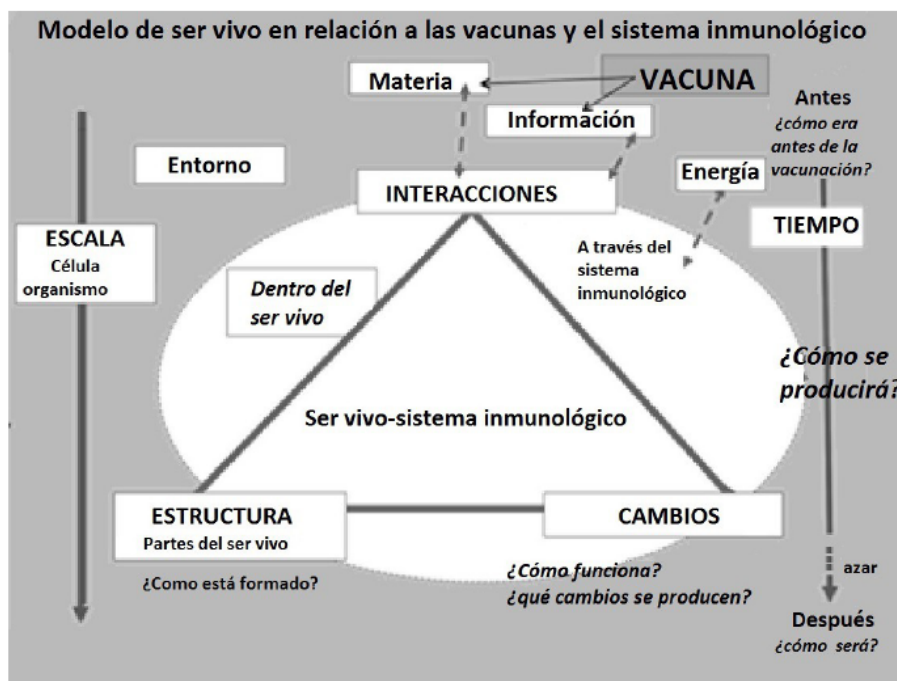 Modelo de ser vivo en relación a las vacunas y el sistema inmunológico
Materia
VACUNA
Información
Antes
¿cómo era
antes de la
vacunación?
Entorno
Energía
INTERACCIONES
TIEMPO
ESCALA
Célula
organismo
A través del
sistema
inmunológico
Dentro del
ser vivo
¿Cómo se
producirá?
Ser vivo-sistema inmunológico
ESTRUCTURA
Partes del ser vivo
CAMBIOS
¿Como está formado?
¿Cómo funciona?
¿qué cambios se producen?
azar
Después
¿cómo será?